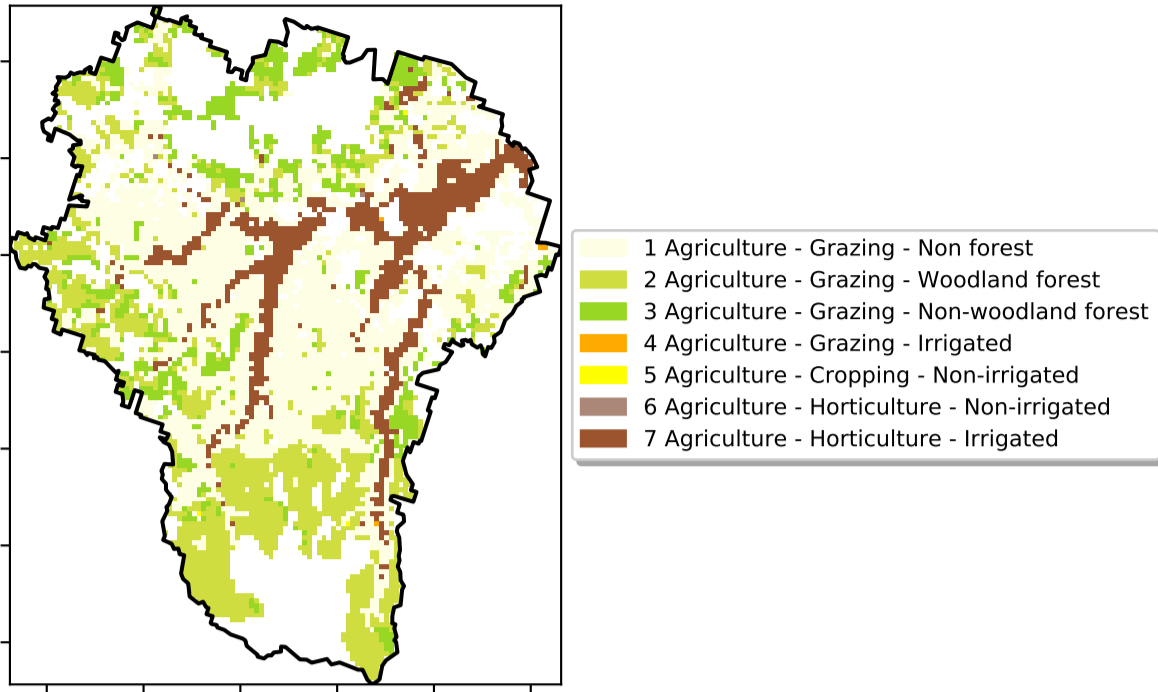 1 Agriculture - Grazing - Non forest
2 Agriculture - Grazing - Woodland forest
3 Agriculture - Grazing - Non-woodland forest
4 Agriculture - Grazing - Irrigated
5 Agriculture - Cropping - Non-irrigated
6 Agriculture - Horticulture - Non-irrigated
7 Agriculture - Horticulture - Irrigated